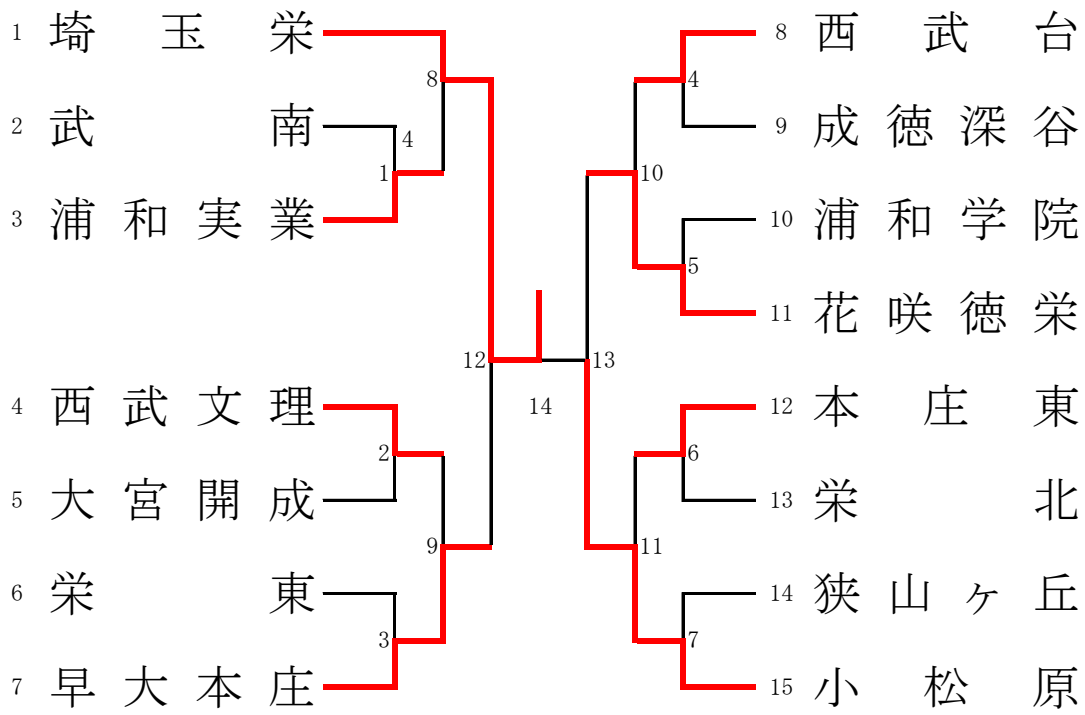 1 埼玉栄
2 武南
3 浦和実業
4 西武文理
5 大宮開成
6 栄東
7 早大本庄
8
4
1
2
9
3
12
14
13
4
10
5
6
11
7
8 西武台
9 成徳深谷
10 浦和学院
11 花咲徳栄
12 本庄東
13 栄北
14 狭山ヶ丘
15 小松原